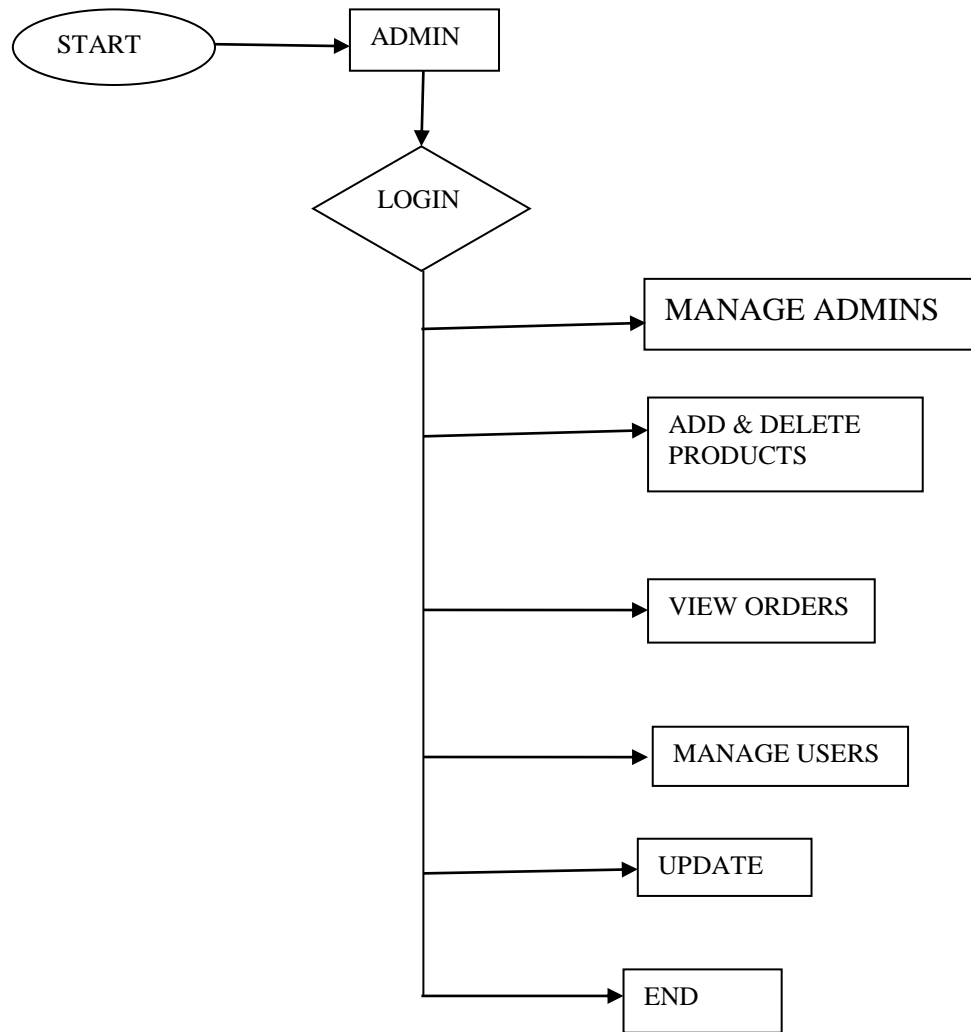 START
ADMIN
LOGIN
MANAGE ADMINS
ADD & DELETE
PRODUCTS
VIEW ORDERS
MANAGE USERS
UPDATE
END